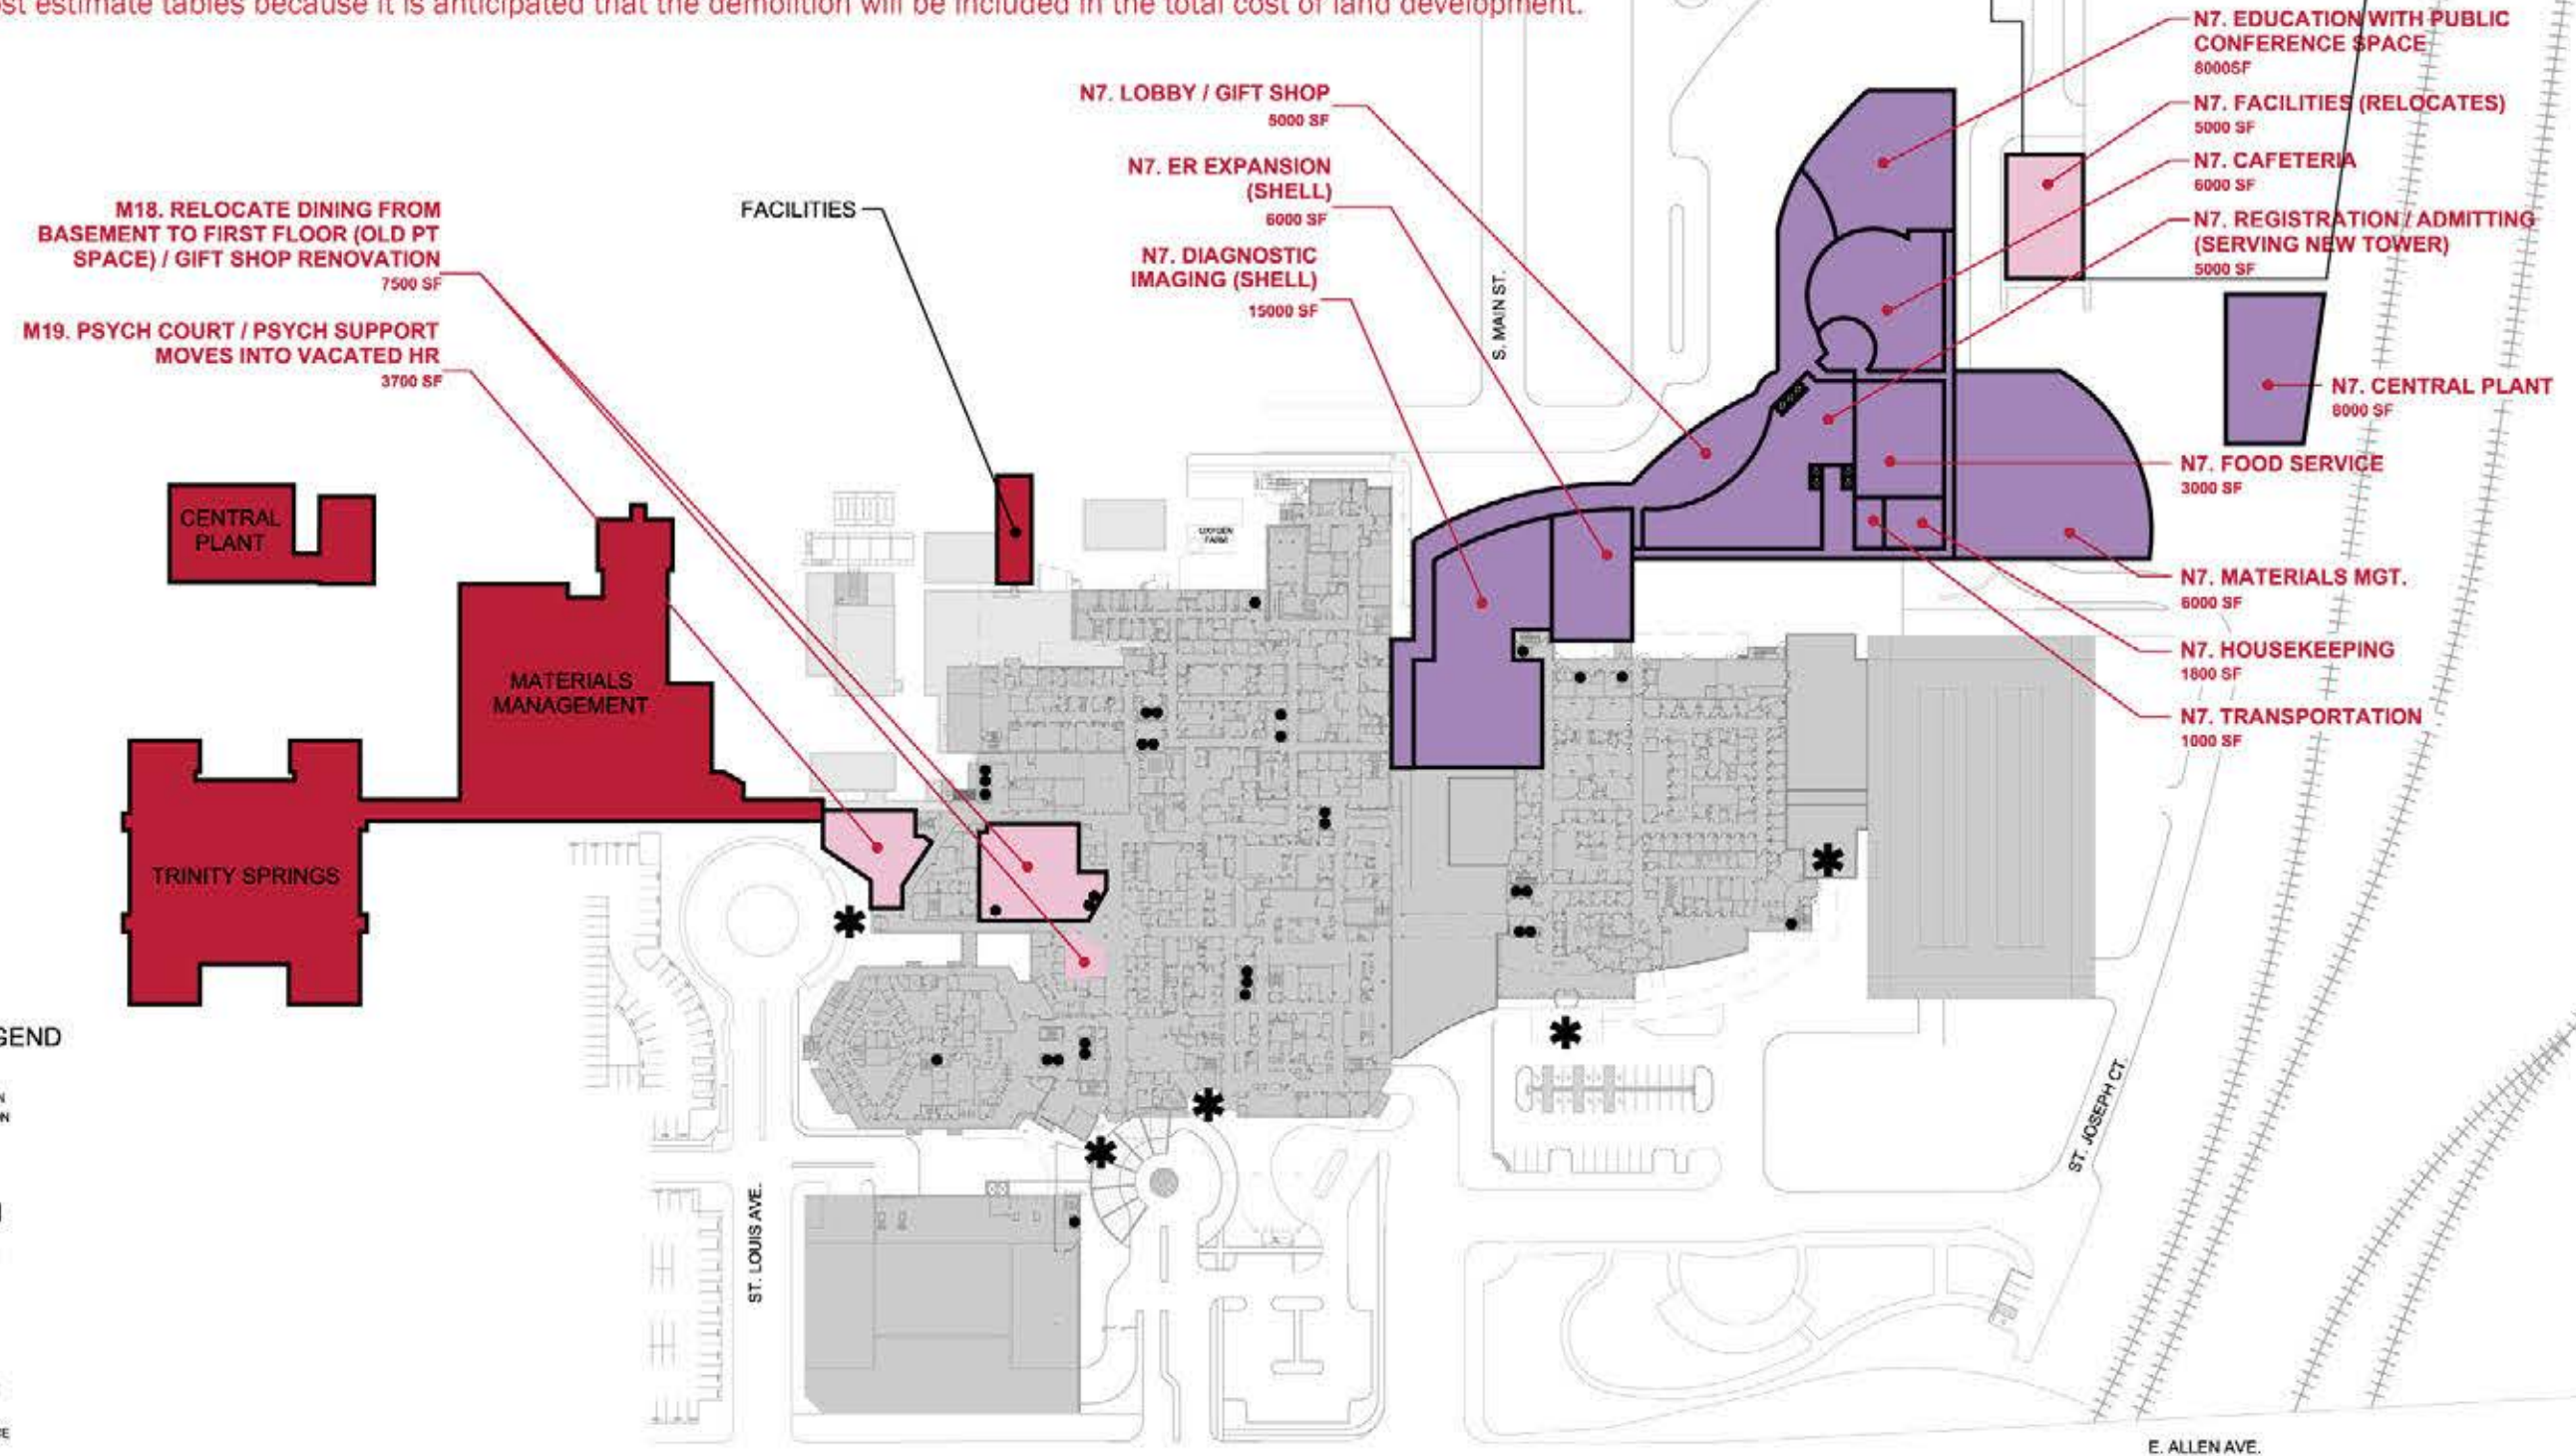 ost estimate tables because it is anticipated that the demolition will be included in the total cost of land development.
M18. RELOCATE DINING FROM
BASEMENT TO FIRST FLOOR (OLD PT
SPACE) / GIFT SHOP RENOVATION
7500 SF
M19. PSYCH COURT / PSYCH SUPPORT
MOVES INTO VACATED HR
3700 SF
FACILITIES
N7. LOBBY / GIFT SHOP
5000 SF
N7. ER EXPANSION
(SHELL)
6000 SF
N7. DIAGNOSTIC
IMAGING (SHELL)
15000 SF
S. MAIN ST.
N7. EDUCATION WITH PUBLIC
CONFERENCE SPACE
8000SF
N7. FACILITIES (RELOCATES)
5000 SF
N7. CAFETERIA
6000 SF
N7. REGISTRATION / ADMITTING
(SERVING NEW TOWER)
5000 SF
N7. CENTRAL PLANT
8000 SF
N7. FOOD SERVICE
3000 SF
N7. MATERIALS MGT.
6000 SF
N7. HOUSEKEEPING
1800 SF
N7. TRANSPORTATION
1000 SF
CENTRAL
PLANT
MATERIALS
MANAGEMENT
TRINITY SPRINGS
OXYGEN
FARM
GEND
N
ON
CE
ST. LOUIS AVE.
ST. JOSEPH CT.
E. ALLEN AVE.